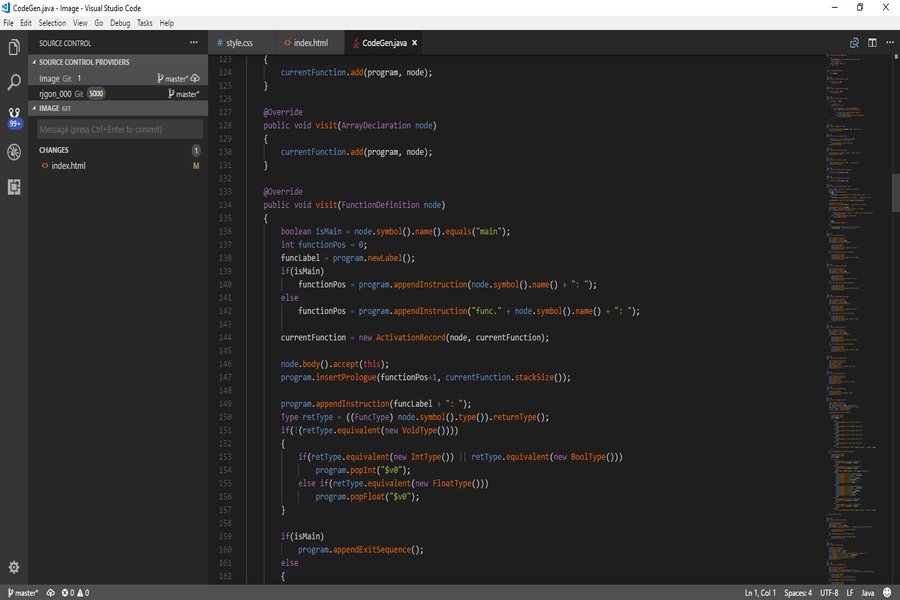 CodeGen.java - Image - Visual Studio Code
File Edit Selection View Go Debug Tasks Help
SOURCE CONTROL ...
SOURCE CONTROL PROVIDERS
Image Git 1 master*
rjgon_000 Git 5000 master*
IMAGE GIT
Message (press Ctrl+Enter to commit)
CHANGES 1
<> index.html M
99+
# style.css <> index.html CodeGen.java ×
123 {
124 currentFunction.add(program, node);
125 }
126
127 @Override
128 public void visit(ArrayDeclaration node)
129 {
130 currentFunction.add(program, node);
131 }
132
133 @Override
134 public void visit(FunctionDefinition node)
135 {
136 boolean isMain = node.symbol().name().equals("main");
137 int functionPos = 0;
138 funcLabel = program.newLabel();
139 if(isMain)
140 functionPos = program.appendInstruction(node.symbol().name() + ": ");
141 else
142 functionPos = program.appendInstruction("func." + node.symbol().name() + ": ");
143
144 currentFunction = new ActivationRecord(node, currentFunction);
145
146 node.body().accept(this);
147 program.insertPrologue(functionPos+1, currentFunction.stackSize());
148
149 program.appendInstruction(funcLabel + ": ");
150 Type retType = ((FuncType) node.symbol().type()).returnType();
151 if(!(retType.equivalent(new VoidType())))
152 {
153 if(retType.equivalent(new IntType()) || retType.equivalent(new BoolType()))
154 program.popInt("$v0");
155 else if(retType.equivalent(new FloatType()))
156 program.popFloat("$v0");
157 }
158
159 if(isMain)
160 program.appendExitSequence();
161 else
162 {
master* 0 0 Ln 1, Col 1 Spaces: 4 UTF-8 LF Java